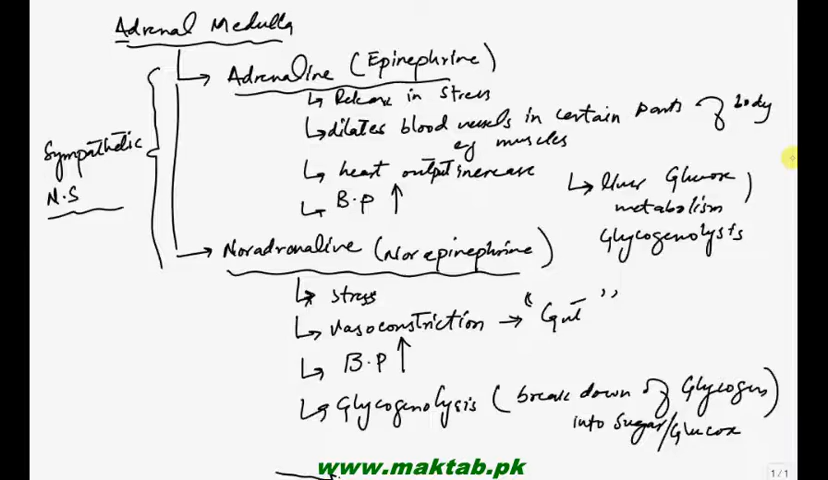 Adrenal Medulla
Adrenaline (Epinephrine)
Release in stress
dilates blood vessels in certain parts of body
eg muscles
heart output increase
B.P ↑
liver Glucose
metabolism
Glycogenolysis
Sympathetic
N.S
Noradrenaline (Norepinephrine)
stress
vasoconstriction → "Gut"
B.P ↑
Glycogenolysis (break down of Glycogen)
into sugar/Glucose
www.maktab.pk
1/1